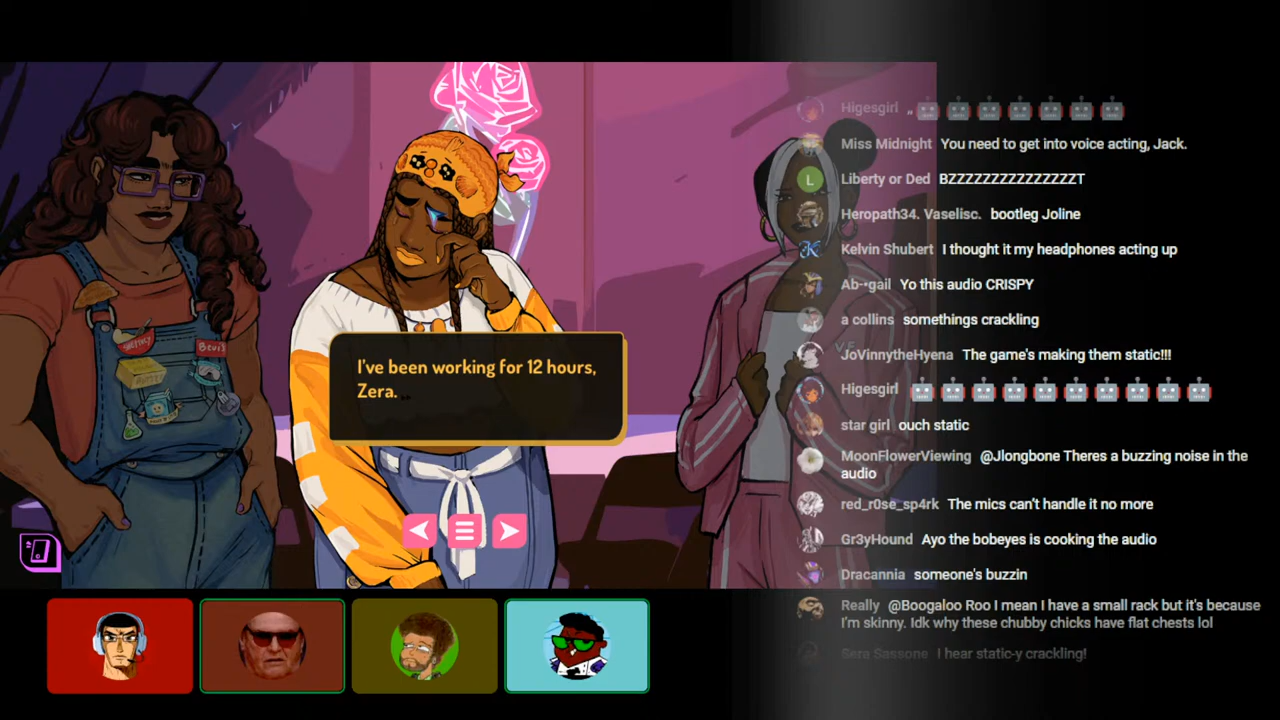 I've been working for 12 hours,
Zera.
Bevi's
Higesgirl
Miss Midnight You need to get into voice acting, Jack.
L Liberty or Ded BZZZZZZZZZZZZZZZT
Heropath34. Vaselisc. bootleg Joline
K Kelvin Shubert I thought it my headphones acting up
Ab-•gail Yo this audio CRISPY
a collins somethings crackling
JoVinnytheHyena The game's making them static!!!
Higesgirl
star girl ouch static
MoonFlowerViewing @Jlongbone Theres a buzzing noise in the
audio
red_r0se_sp4rk The mics can't handle it no more
Gr3yHound Ayo the bobeyes is cooking the audio
Dracannia someone's buzzin
Really @Boogaloo Roo I mean I have a small rack but it's because
I'm skinny. Idk why these chubby chicks have flat chests lol
Sera Sassone I hear static-y crackling!